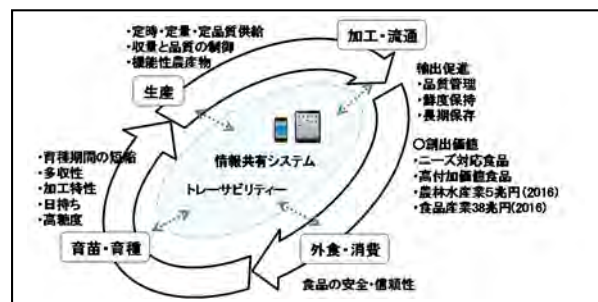 ・定時・定量・定品質供給
・収量と品質の制御
・機能性農産物
加工・流通
生産
輸出促進
・品質管理
・鮮度保持
・長期保存
〇創出価値
・ニーズ対応食品
・高付加価値食品
・農林水産業5兆円(2016)
・食品産業38兆円(2016)
情報共有システム
トレーサビリティー
・育種期間の短縮
・多収性
・加工特性
・日持ち
・高糖度
育苗・育種
外食・消費
食品の安全・信頼性